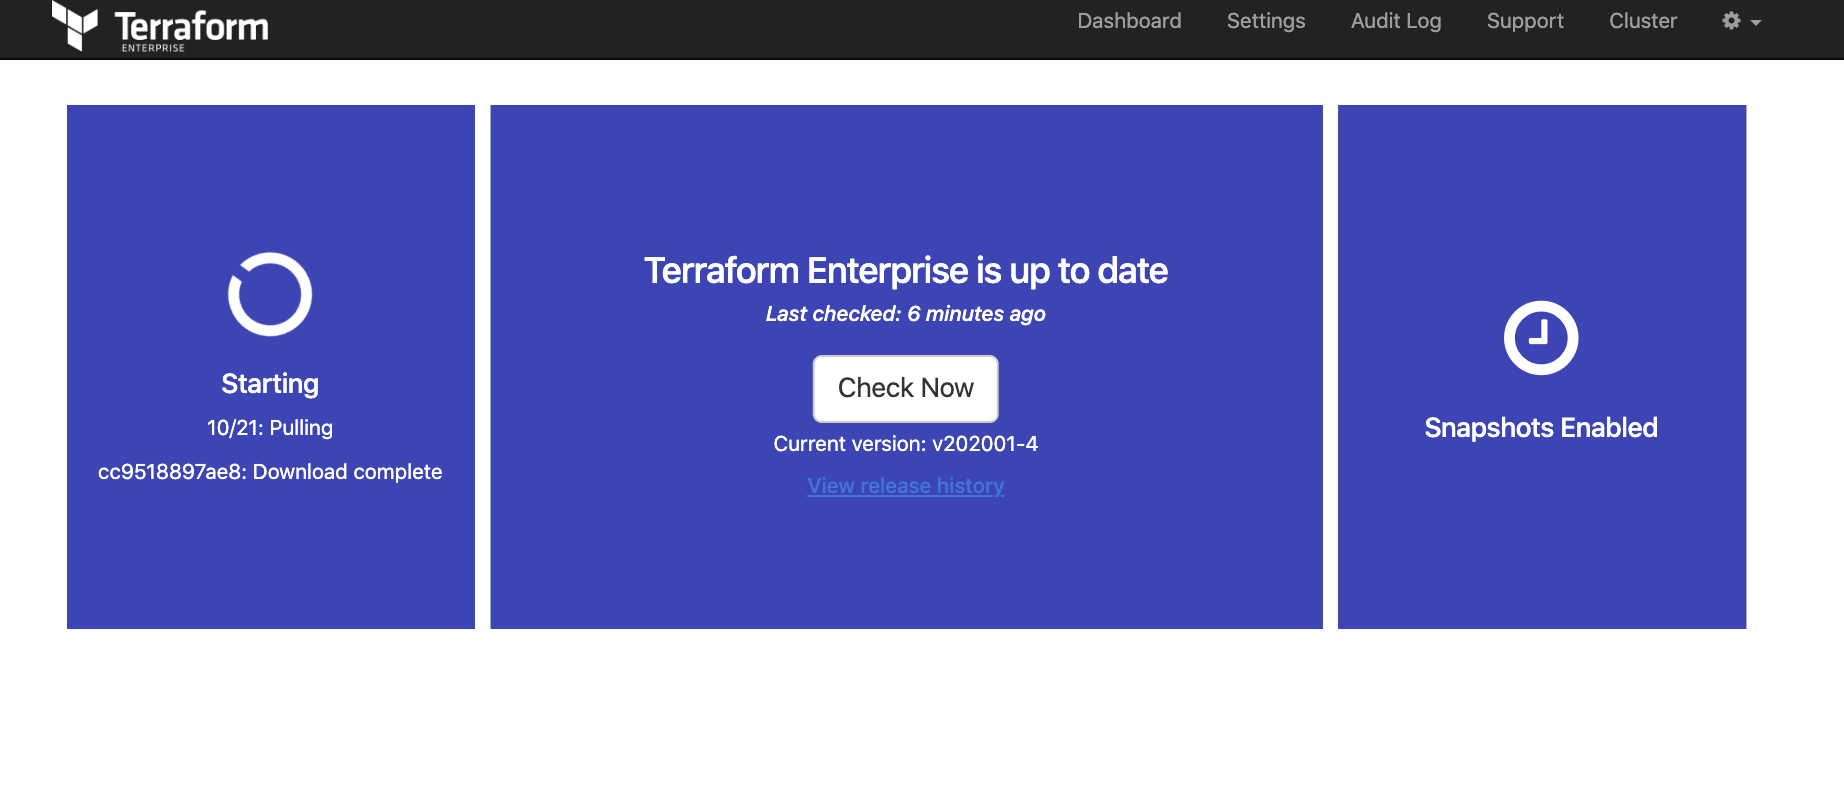 Terraform
ENTERPRISE
Dashboard Settings Audit Log Support Cluster
Starting
10/21: Pulling
cc9518897ae8: Download complete
Terraform Enterprise is up to date
Last checked: 6 minutes ago
Check Now
Current version: v202001-4
View release history
Snapshots Enabled